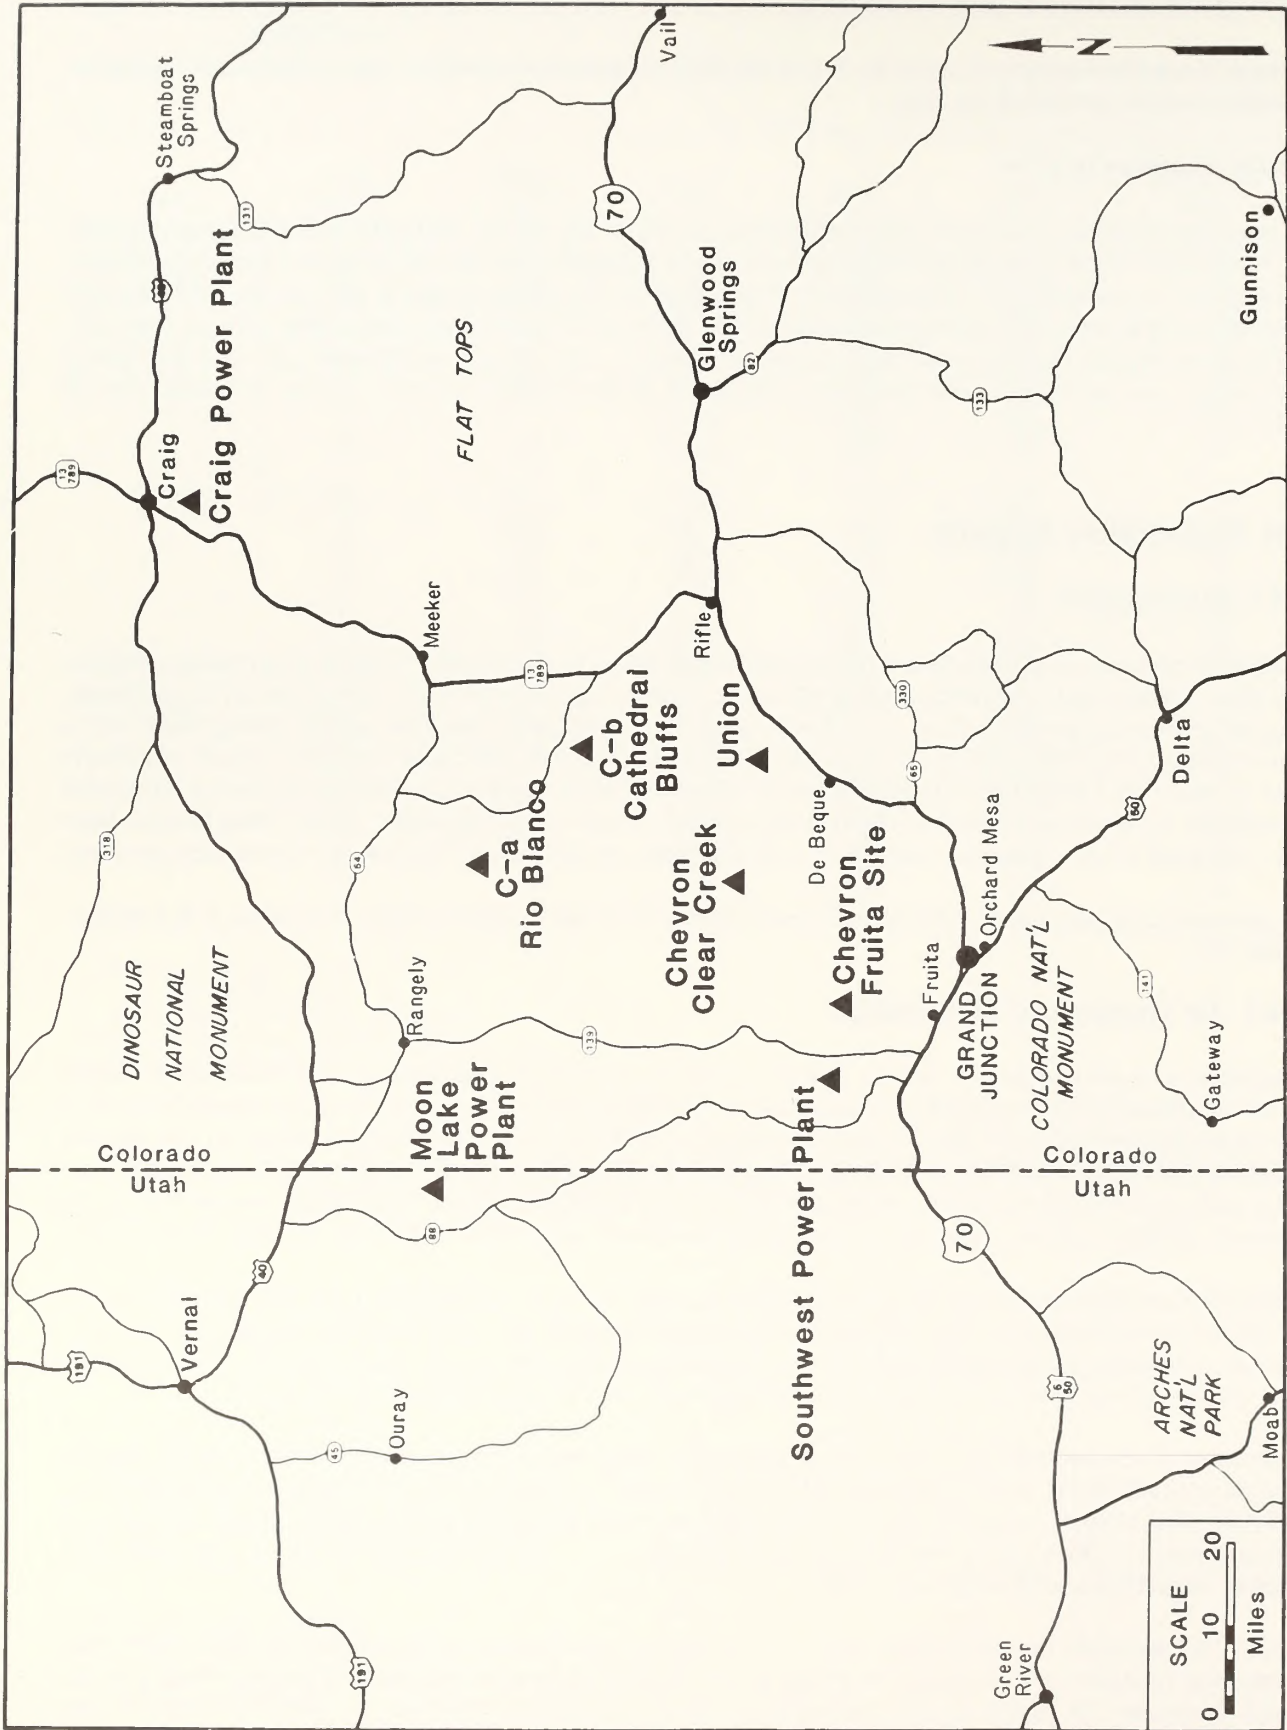 Steamboat
Springs
Vail
N
131
70
40
Craig Power Plant
Craig
13
789
FLAT TOPS
Glenwood
Springs
82
133
Gunnison
Meeker
13
789
Rifle
318
64
C-b
Cathedral
Bluffs
Union
330
65
Delta
50
C-a
Rio Blanco
De Beque
Chevron
Clear Creek
Chevron
Fruita Site
Orchard Mesa
DINOSAUR
NATIONAL
MONUMENT
Rangely
139
Fruita
GRAND
JUNCTION
COLORADO NAT'L
MONUMENT
141
Gateway
Moon
Lake
Power
Plant
Colorado
Utah
Colorado
Utah
88
Southwest Power Plant
70
40
Vernal
191
45
Ouray
6
50
ARCHES
NAT'L
PARK
Moab
191
Green
River
SCALE
0 10 20
Miles